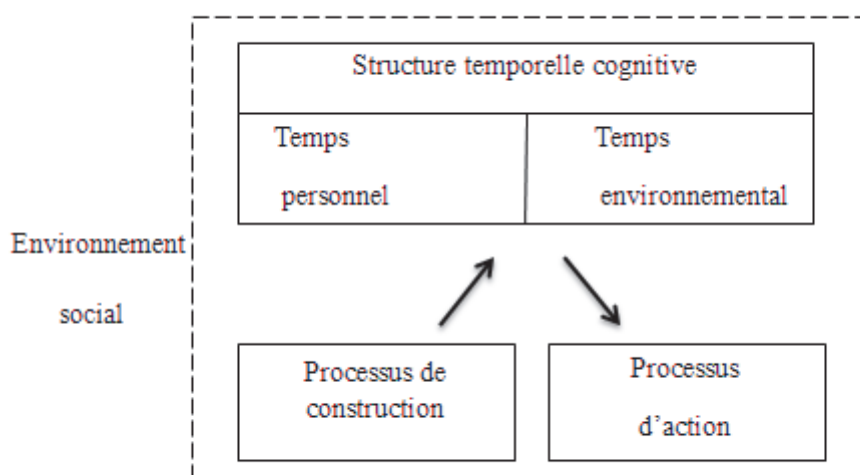 Structure temporelle cognitive
Temps
personnel
Temps
environnemental
Environnement
social
Processus de
construction
Processus
d’action